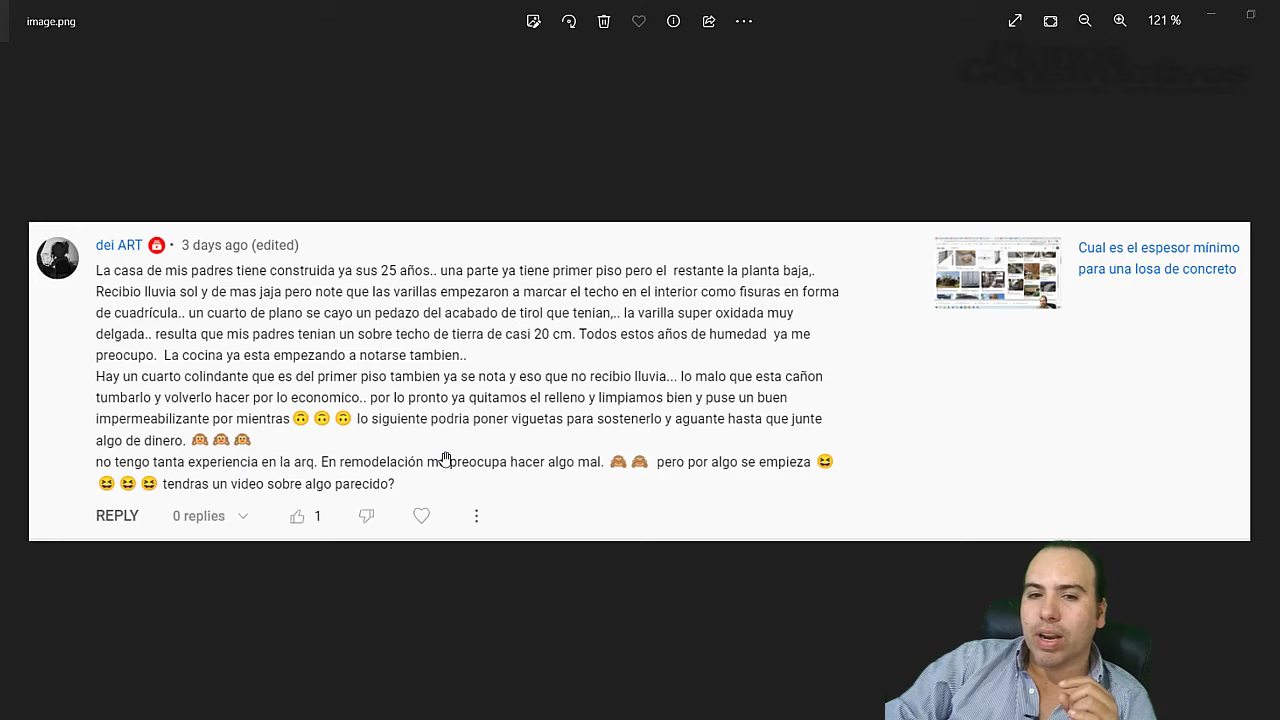 image.png
121 %
dei ART • 3 days ago (edited)
La casa de mis padres tiene construida ya sus 25 años.. una parte ya tiene primer piso pero el restante la planta baja,.
Recibio lluvia sol y de mas pero se nota que las varillas empezaron a marcar el techo en el interior como fisuras en forma
de cuadrícula.. un cuarto de plano se cayo un pedazo del acabado de tirol que tenian,.. la varilla super oxidada muy
delgada.. resulta que mis padres tenian un sobre techo de tierra de casi 20 cm. Todos estos años de humedad ya me
preocupo. La cocina ya esta empezando a notarse tambien..
Hay un cuarto colindante que es del primer piso tambien ya se nota y eso que no recibio lluvia... lo malo que esta cañon
tumbarlo y volverlo hacer por lo economico.. por lo pronto ya quitamos el relleno y limpiamos bien y puse un buen
impermeabilizante por mientras 🙃 🙃 🙃 lo siguiente podria poner viguetas para sostenerlo y aguante hasta que junte
algo de dinero. 🙈 🙈 🙈
no tengo tanta experiencia en la arq. En remodelación me preocupa hacer algo mal. 🙈 🙈 pero por algo se empieza 😆
😆 😆 😆 tendras un video sobre algo parecido?
REPLY 0 replies 1
Cual es el espesor mínimo
para una losa de concreto